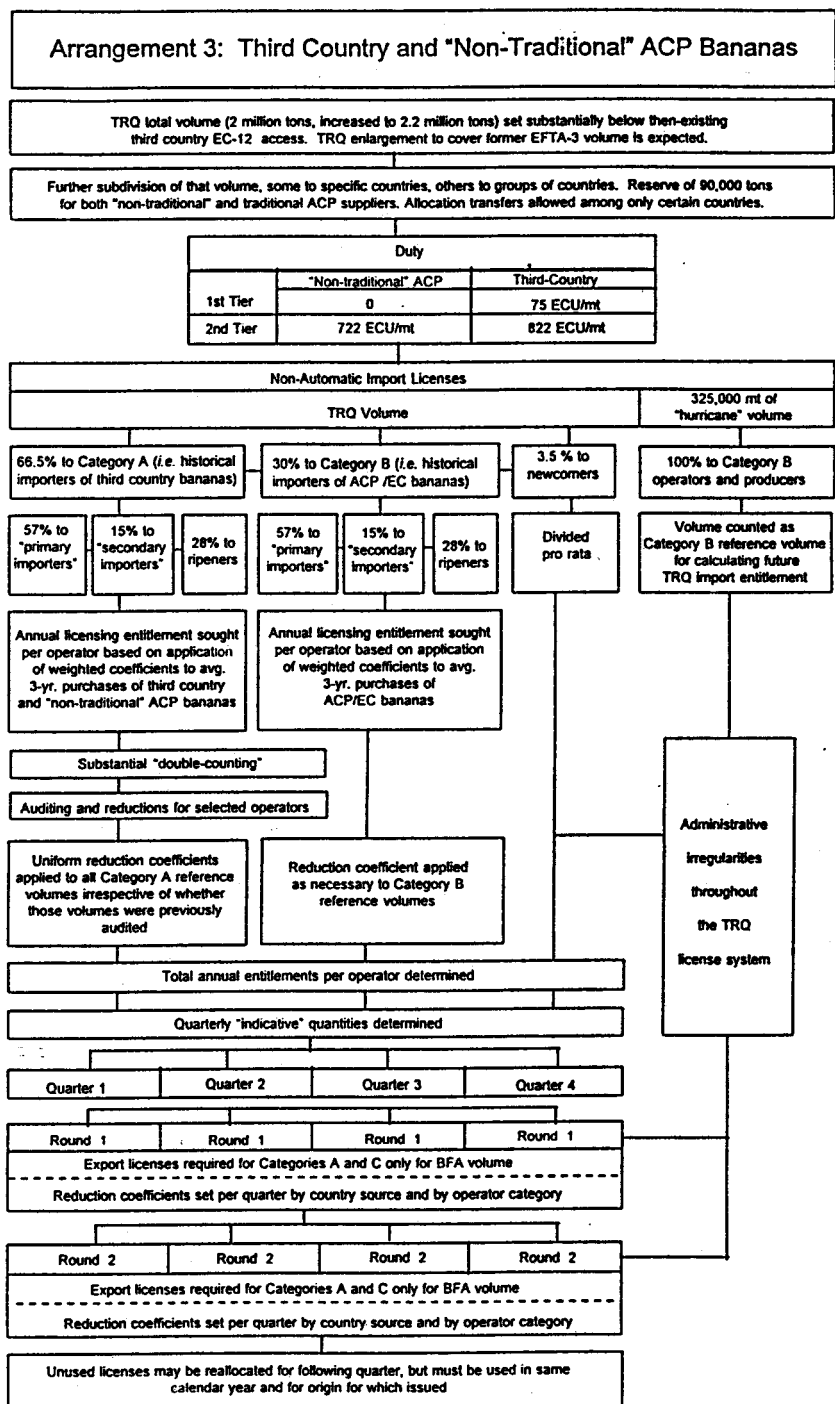 Arrangement 3: Third Country and "Non-Traditional" ACP Bananas
TRQ total volume (2 million tons, increased to 2.2 million tons) set substantially below then-existing
third country EC-12 access. TRQ enlargement to cover former EFTA-3 volume is expected.
Further subdivision of that volume, some to specific countries, others to groups of countries. Reserve of 90,000 tons
for both "non-traditional" and traditional ACP suppliers. Allocation transfers allowed among only certain countries.
Duty
"Non-traditional" ACP
Third-Country
1st Tier
0
75 ECU/mt
2nd Tier
722 ECU/mt
822 ECU/mt
Non-Automatic Import Licenses
TRQ Volume
325,000 mt of
"hurricane" volume
66.5% to Category A (i.e. historical
importers of third country bananas)
30% to Category B (i.e. historical
importers of ACP /EC bananas)
3.5 % to
newcomers
100% to Category B
operators and producers
57% to
"primary
importers"
15% to
"secondary
importers"
28% to
ripeners
57% to
"primary
importers"
15% to
"secondary
importers"
28% to
ripeners
Divided
pro rata
Volume counted as
Category B reference volume
for calculating future
TRQ import entitlement
Annual licensing entitlement sought
per operator based on application
of weighted coefficients to avg.
3-yr. purchases of third country
and "non-traditional" ACP bananas
Annual licensing entitlement sought
per operator based on application
of weighted coefficients to avg.
3-yr. purchases of
ACP/EC bananas
Substantial "double-counting"
Auditing and reductions for selected operators
Uniform reduction coefficients
applied to all Category A reference
volumes irrespective of whether
those volumes were previously
audited
Reduction coefficient applied
as necessary to Category B
reference volumes
Administrative
irregularities
throughout
the TRQ
license system
Total annual entitlements per operator determined
Quarterly "indicative" quantities determined
Quarter 1
Quarter 2
Quarter 3
Quarter 4
Round 1
Round 1
Round 1
Round 1
Export licenses required for Categories A and C only for BFA volume
Reduction coefficients set per quarter by country source and by operator category
Round 2
Round 2
Round 2
Round 2
Export licenses required for Categories A and C only for BFA volume
Reduction coefficients set per quarter by country source and by operator category
Unused licenses may be reallocated for following quarter, but must be used in same
calendar year and for origin for which issued